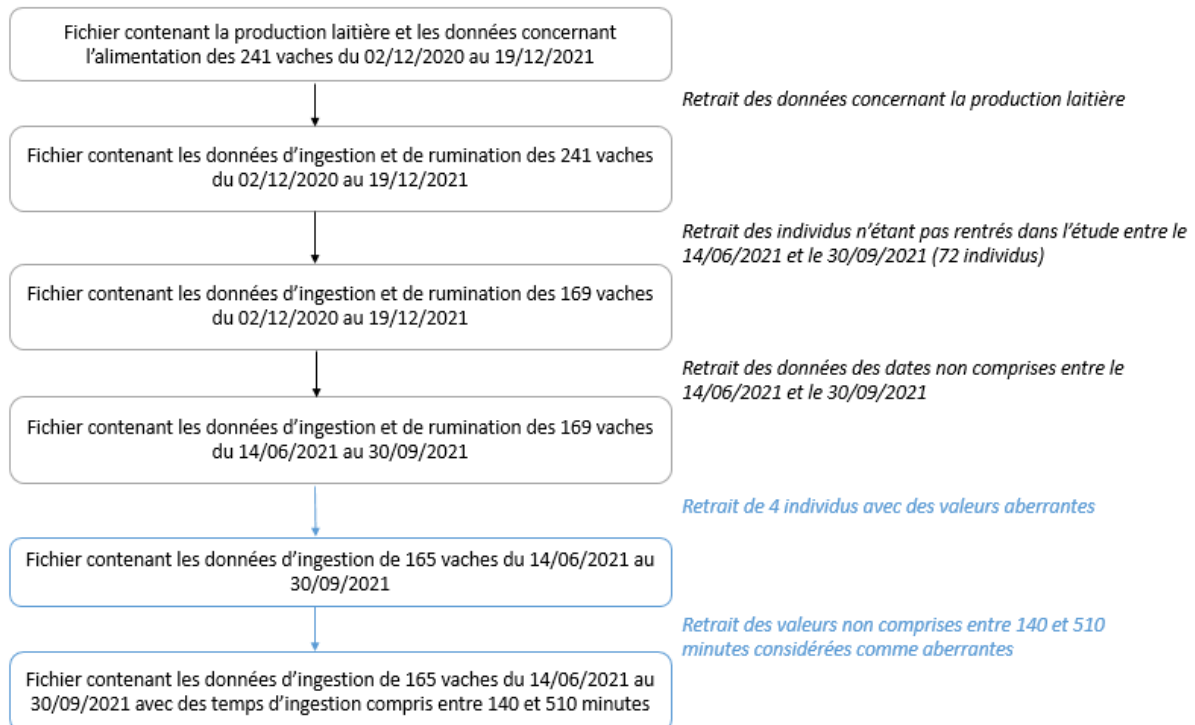 Fichier contenant la production laitière et les données concernant
l’alimentation des 241 vaches du 02/12/2020 au 19/12/2021
Retrait des données concernant la production laitière
Fichier contenant les données d’ingestion et de rumination des 241 vaches
du 02/12/2020 au 19/12/2021
Retrait des individus n’étant pas rentrés dans l’étude entre le
14/06/2021 et le 30/09/2021 (72 individus)
Fichier contenant les données d’ingestion et de rumination des 169 vaches
du 02/12/2020 au 19/12/2021
Retrait des données des dates non comprises entre le
14/06/2021 et le 30/09/2021
Fichier contenant les données d’ingestion et de rumination des 169 vaches
du 14/06/2021 au 30/09/2021
Retrait de 4 individus avec des valeurs aberrantes
Fichier contenant les données d’ingestion de 165 vaches du 14/06/2021 au
30/09/2021
Retrait des valeurs non comprises entre 140 et 510
minutes considérées comme aberrantes
Fichier contenant les données d’ingestion de 165 vaches du 14/06/2021 au
30/09/2021 avec des temps d’ingestion compris entre 140 et 510 minutes